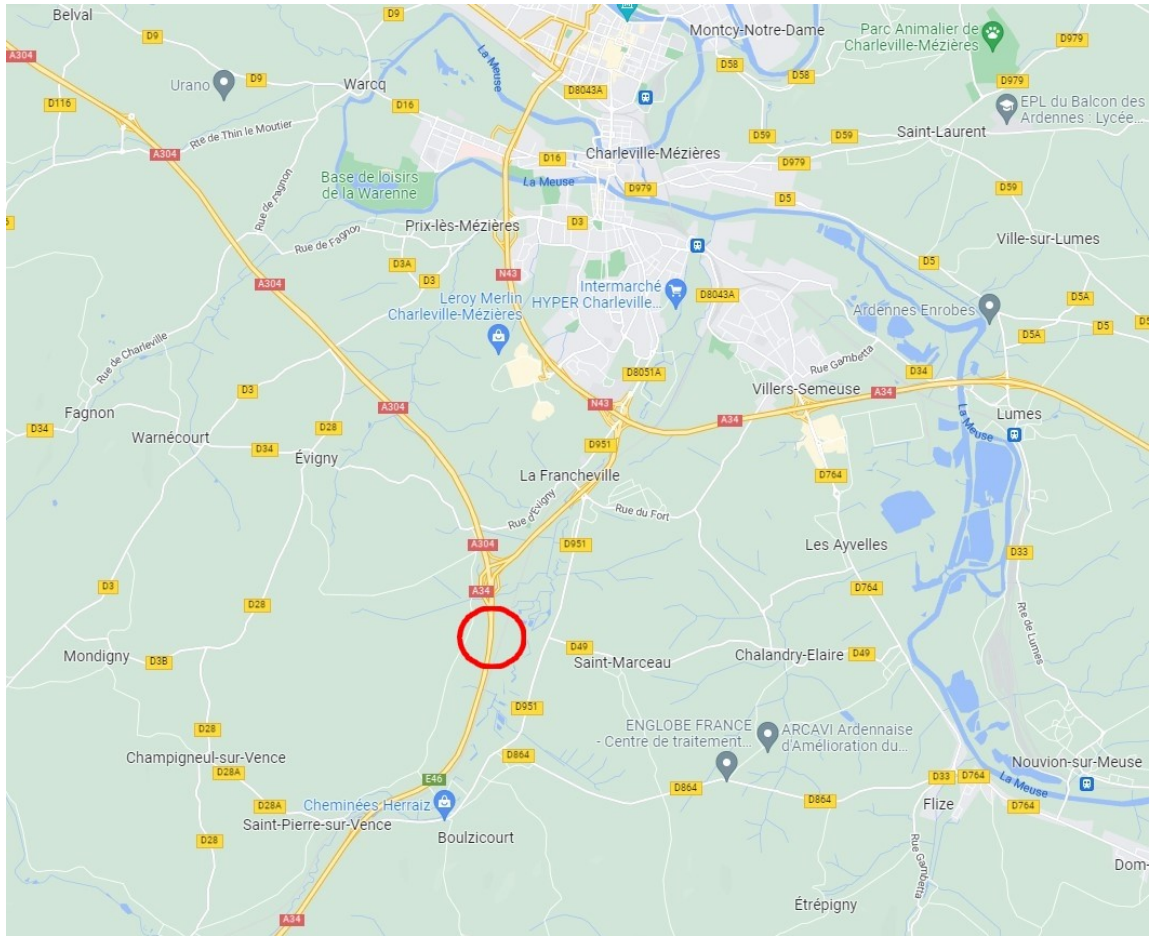 Belval
D9
D9
Montcy-Notre-Dame
Parc Animalier de
Charleville-Mézières
D979
A304
La Meuse
D58
D58
D979
Urano
D9
Warcq
D8043A
D116
D16
EPL du Balcon des
Ardennes : Lycée...
Rte de Thin le Moutier
D59
D59
Saint-Laurent
A304
D16
Charleville-Mézières
D979
Base de loisirs
de la Warenne
La Meuse
D979
D59
D5
Rue de Fagnon
Prix-lès-Mézières
D3
Rue de Fagnon
Ville-sur-Lumes
D3A
D3
N43
D5
A304
Intermarché
HYPER Charleville...
D8043A
Leroy Merlin
Charleville-Mézières
Ardennes Enrobes
D5A
D5A
D5
D5
Rue de Charleville
Rue Gambetta
D8051A
D34
D3
Villers-Semeuse
A34
A304
N43
Fagnon
A34
Lumes
D34
D28
La Meuse
Warnécourt
D34
D951
Évigny
La Francheville
D764
Rue d'Evigny
Rue du Fort
A304
D951
Les Ayvelles
D33
D3
A34
D764
D28
Rte de Lumes
D49
Mondigny
D3B
Saint-Marceau
Chalandry-Elaire
D49
D951
D28
ENGLOBE FRANCE
- Centre de traitement...
ARCAVI Ardennaise
d'Amélioration du...
Champigneul-sur-Vence
D864
Nouvion-sur-Meuse
D28A
E46
D33
D764
La Meuse
D864
D864
D28A
Cheminées Herraiz
Flize
D764
Saint-Pierre-sur-Vence
D28
Boulzicourt
Rue Gambetta
Dom-
Étrépigny
A34